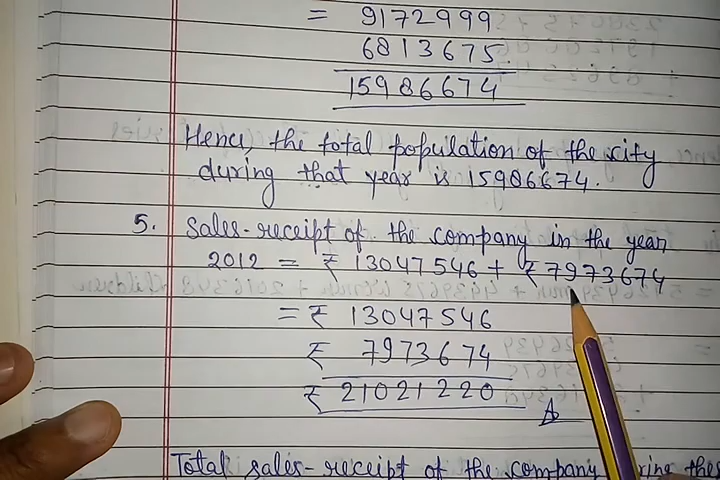 = 9172999
6813675
15986674
Hence, the total population of the city
during that year is 15986674.
5. Sales-receipt of the company in the year
2012 = ₹ 13047546 + ₹ 7973674
= ₹ 13047546
₹ 7973674
₹ 21021220
Total sales-receipt of the company